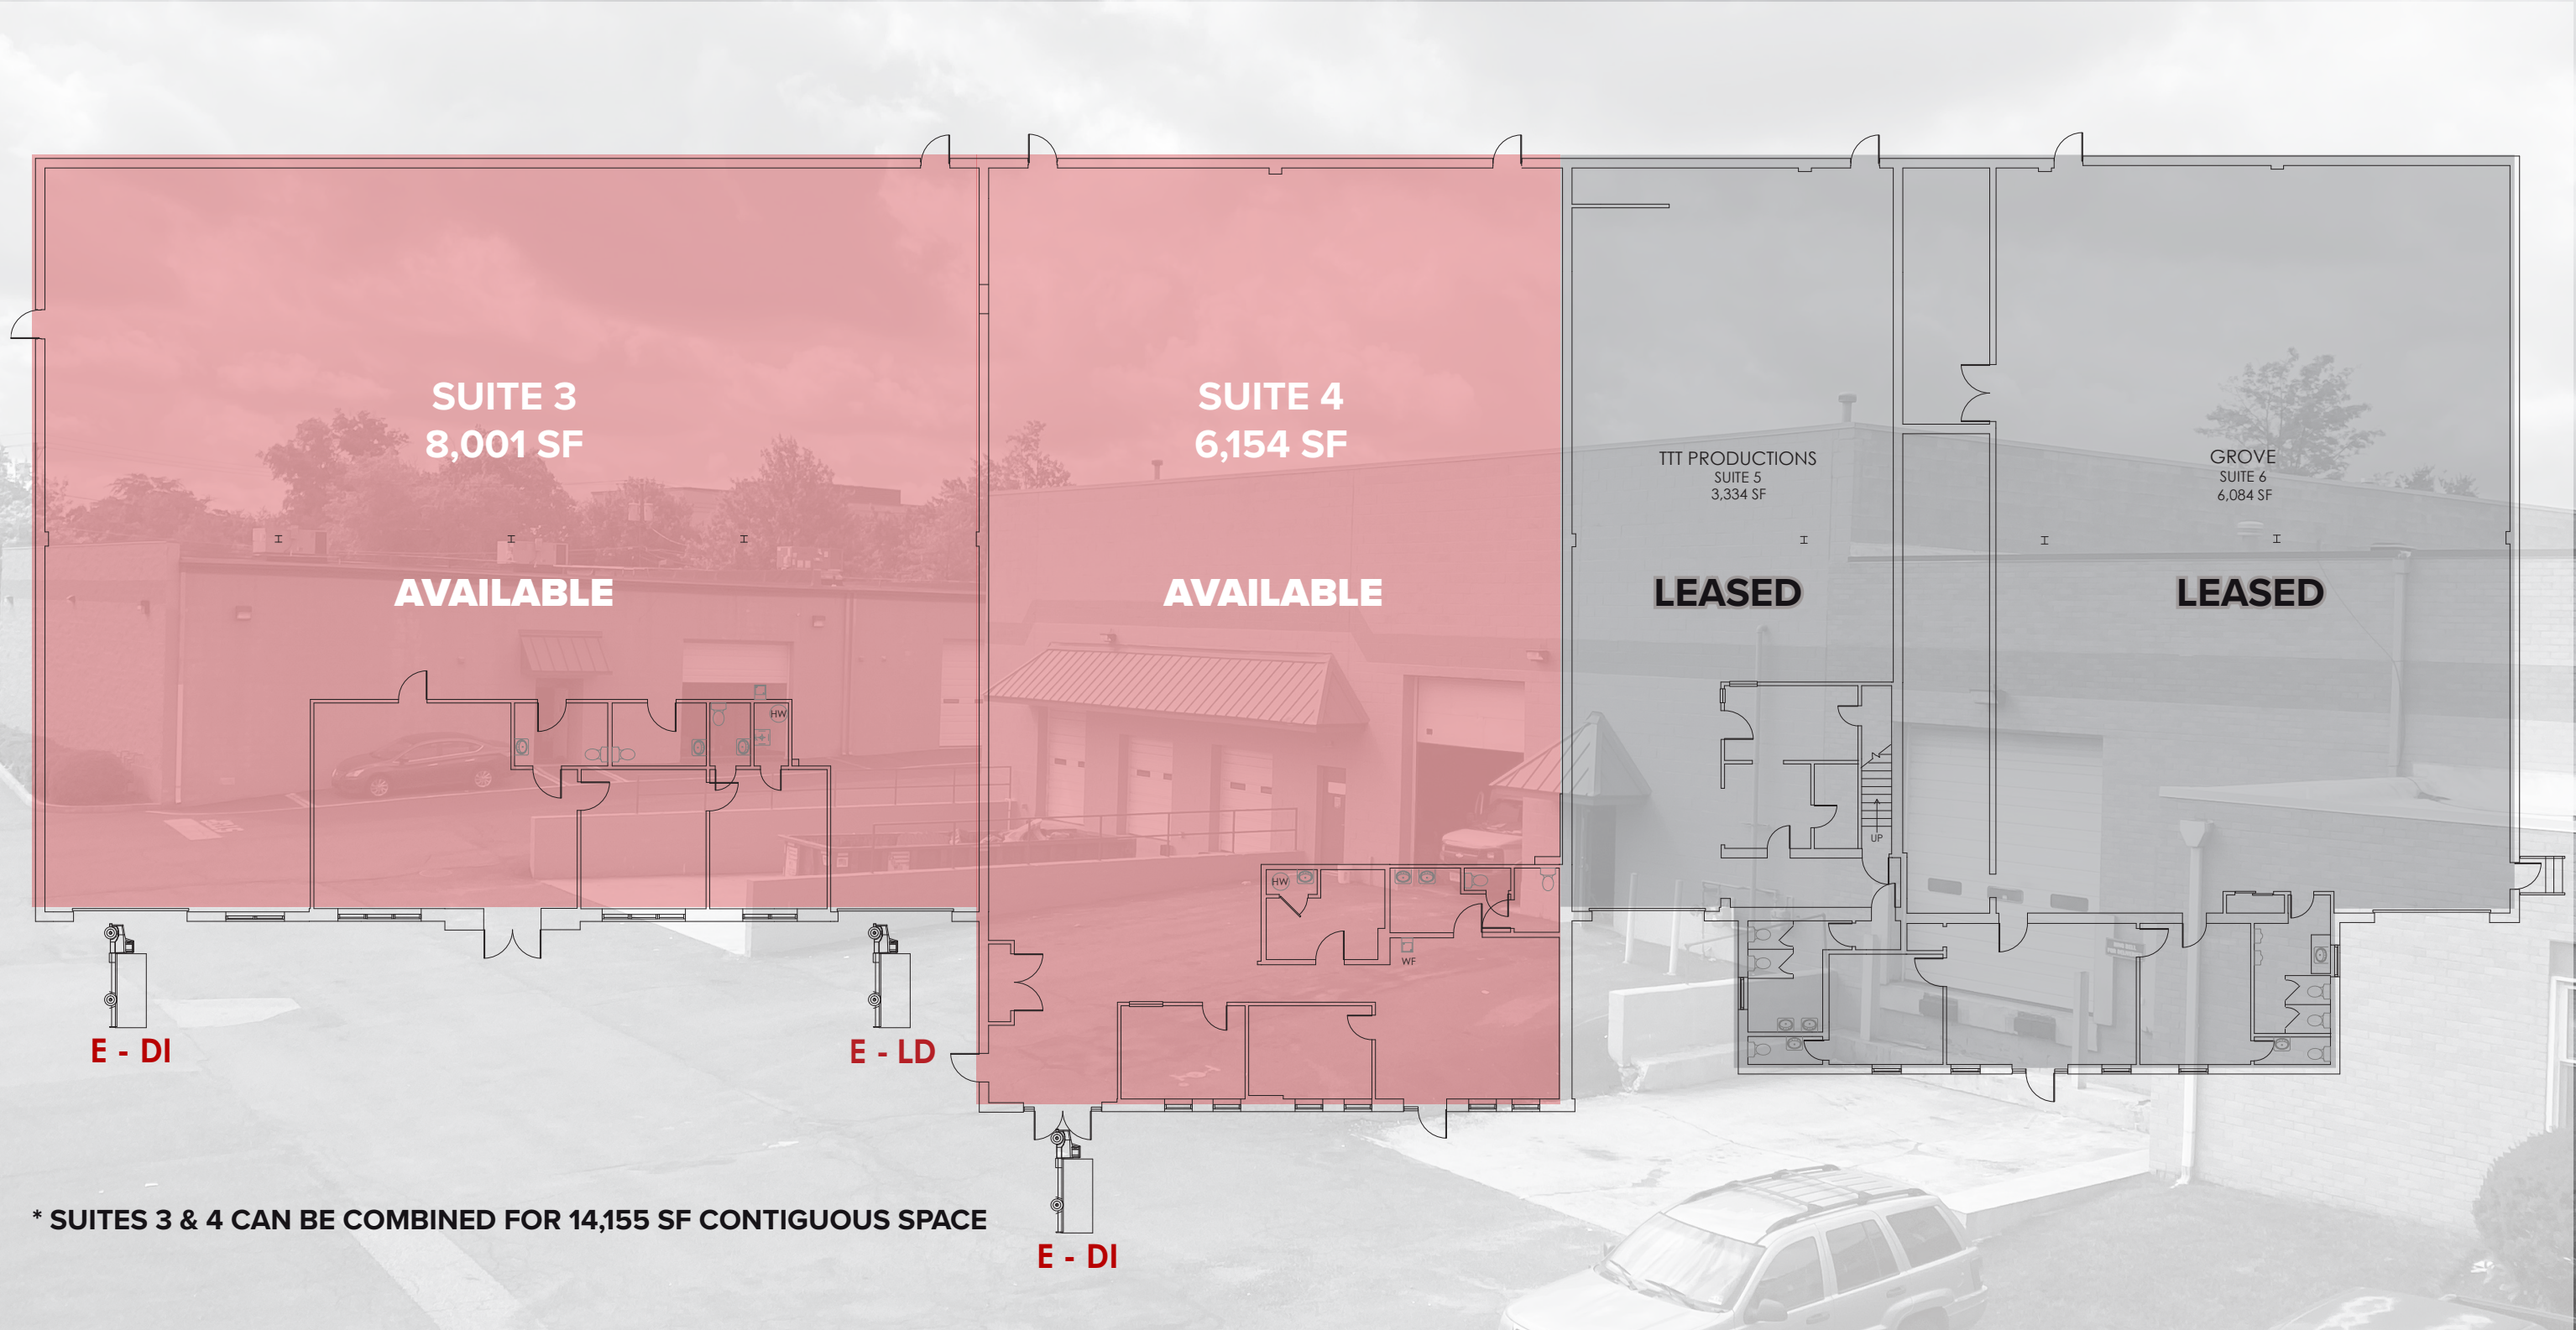 SUITE 3
8,001 SF
AVAILABLE
SUITE 4
6,154 SF
AVAILABLE
TTT PRODUCTIONS
SUITE 5
3,334 SF
LEASED
GROVE
SUITE 6
6,084 SF
LEASED
HW
UP
HW
WF
E - DI
E - LD
E - DI
* SUITES 3 & 4 CAN BE COMBINED FOR 14,155 SF CONTIGUOUS SPACE